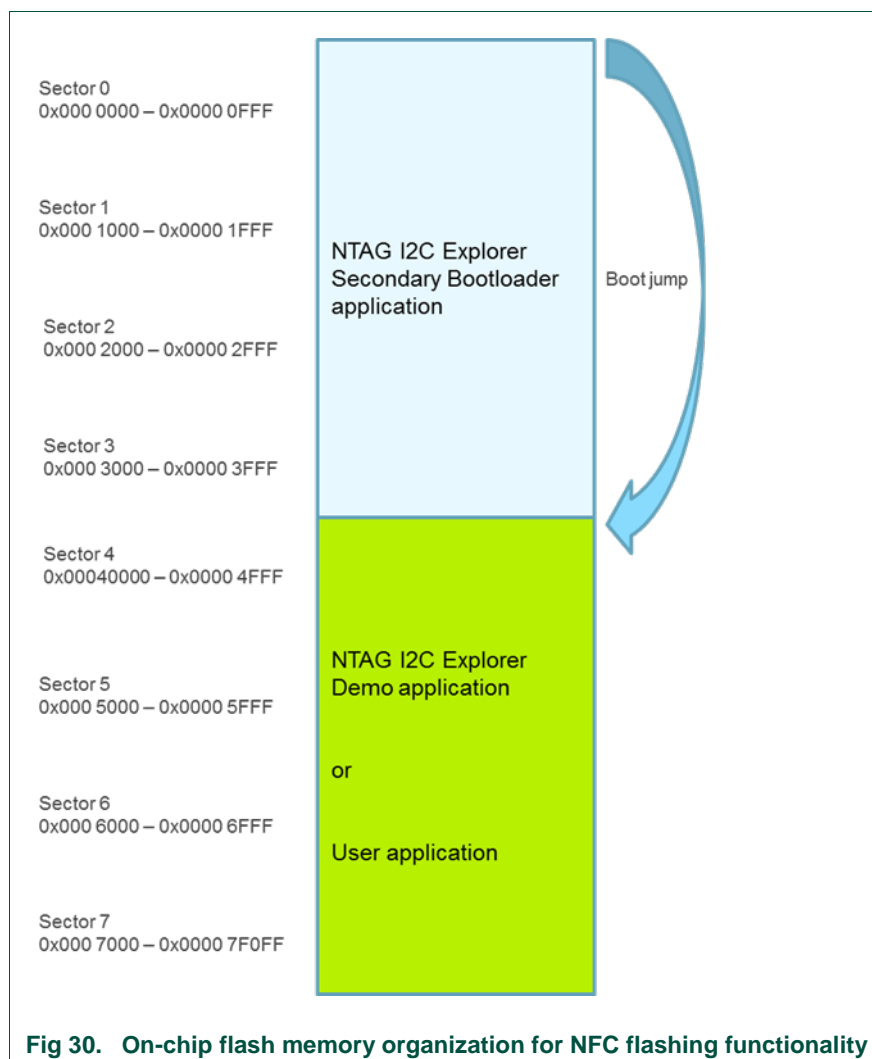 Sector 0
0x000 0000 – 0x0000 0FFF
Sector 1
0x000 1000 – 0x0000 1FFF
Sector 2
0x000 2000 – 0x0000 2FFF
Sector 3
0x000 3000 – 0x0000 3FFF
Sector 4
0x00040000 – 0x0000 4FFF
Sector 5
0x000 5000 – 0x0000 5FFF
Sector 6
0x000 6000 – 0x0000 6FFF
Sector 7
0x000 7000 – 0x0000 7F0FF
NTAG I2C Explorer
Secondary Bootloader
application
Boot jump
NTAG I2C Explorer
Demo application
or
User application
Fig 30. On-chip flash memory organization for NFC flashing functionality